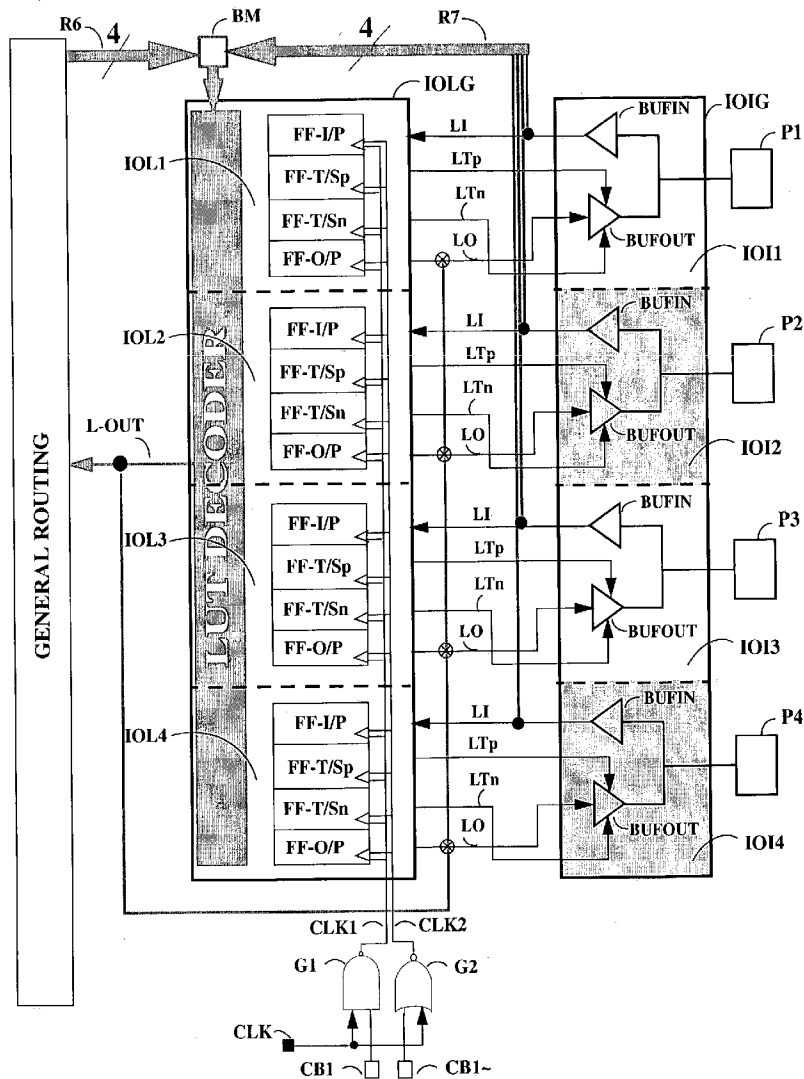 R6
4
BM
4
R7
IOLG
IOIG
P1
BUFIN
LI
LTp
LTn
LO
BUFOUT
IOI1
IOL1
FF-I/P
FF-T/Sp
FF-T/Sn
FF-O/P
P2
BUFIN
LI
LTp
LTn
LO
BUFOUT
IOI2
IOL2
FF-I/P
FF-T/Sp
FF-T/Sn
FF-O/P
L-OUT
GENERAL ROUTING
LUT DECODER
P3
BUFIN
LI
LTp
LTn
LO
BUFOUT
IOI3
IOL3
FF-I/P
FF-T/Sp
FF-T/Sn
FF-O/P
P4
BUFIN
LI
LTp
LTn
LO
BUFOUT
IOI4
IOL4
FF-I/P
FF-T/Sp
FF-T/Sn
FF-O/P
CLK1
CLK2
G1
G2
CLK
CB1
CB1~